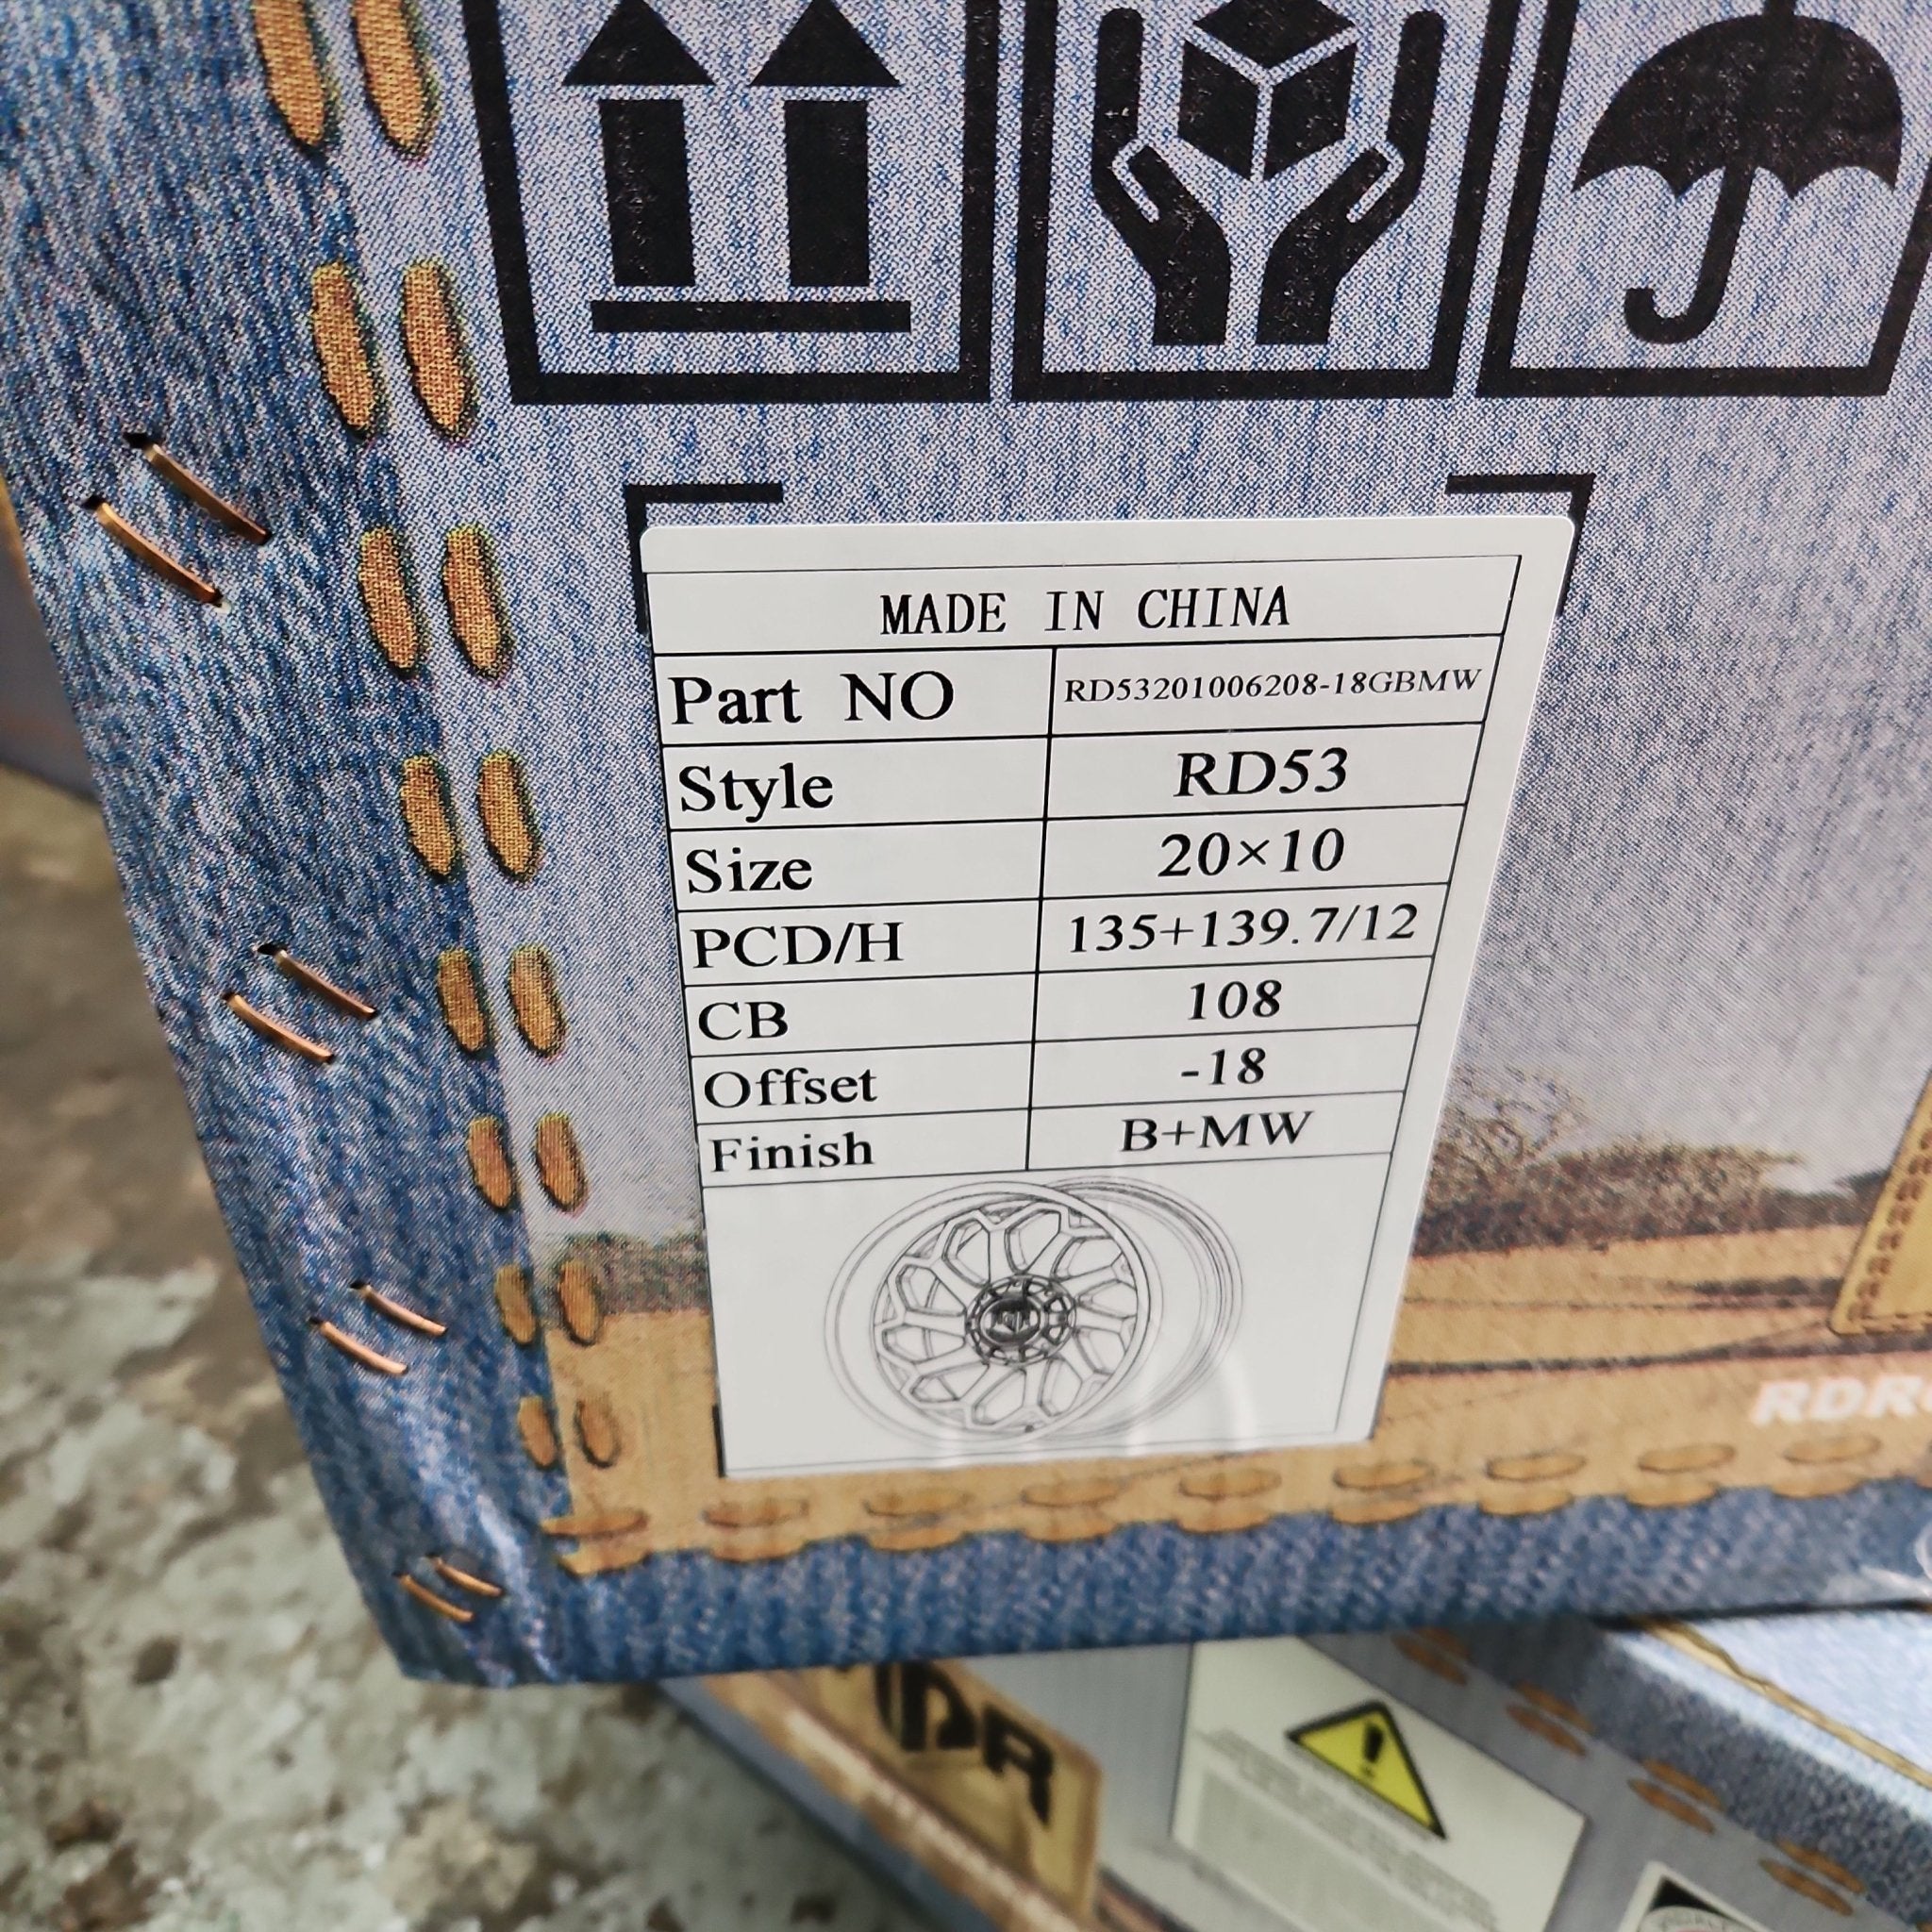 MADE IN CHINA
Part NO RD53201006208-18GBMW
Style RD53
Size 20×10
PCD/H 135+139.7/12
CB 108
Offset -18
Finish B+MW